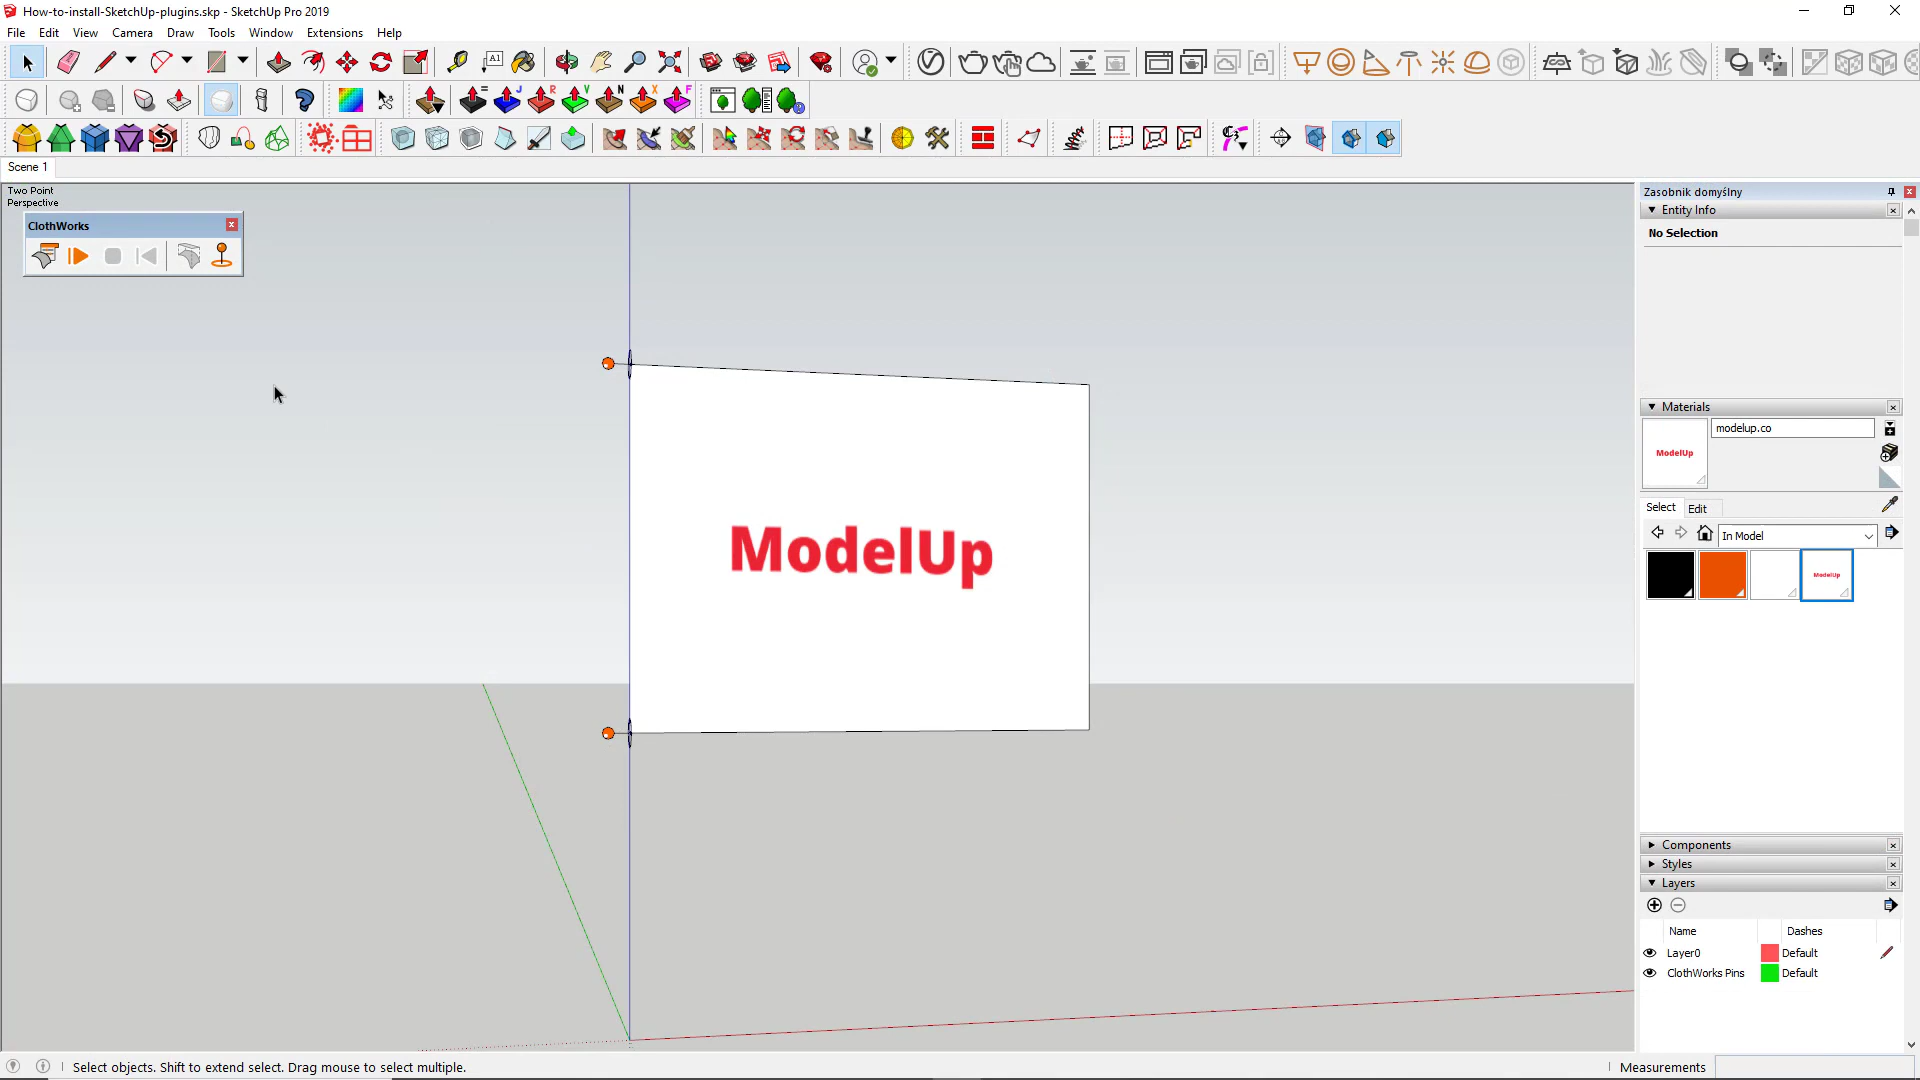 How-to-install-SketchUp-plugins.skp - SketchUp Pro 2019
File Edit View Camera Draw Tools Window Extensions Help
A1
= J R V N X F
Scene 1
Two Point
Perspective
ClothWorks
ModelUp
Zasobnik domyślny
Entity Info
No Selection
Materials
modelup.co
ModelUp
Select Edit
In Model
ModelUp
Components
Styles
Layers
Name Dashes
Layer0 Default
ClothWorks Pins Default
Select objects. Shift to extend select. Drag mouse to select multiple.
Measurements